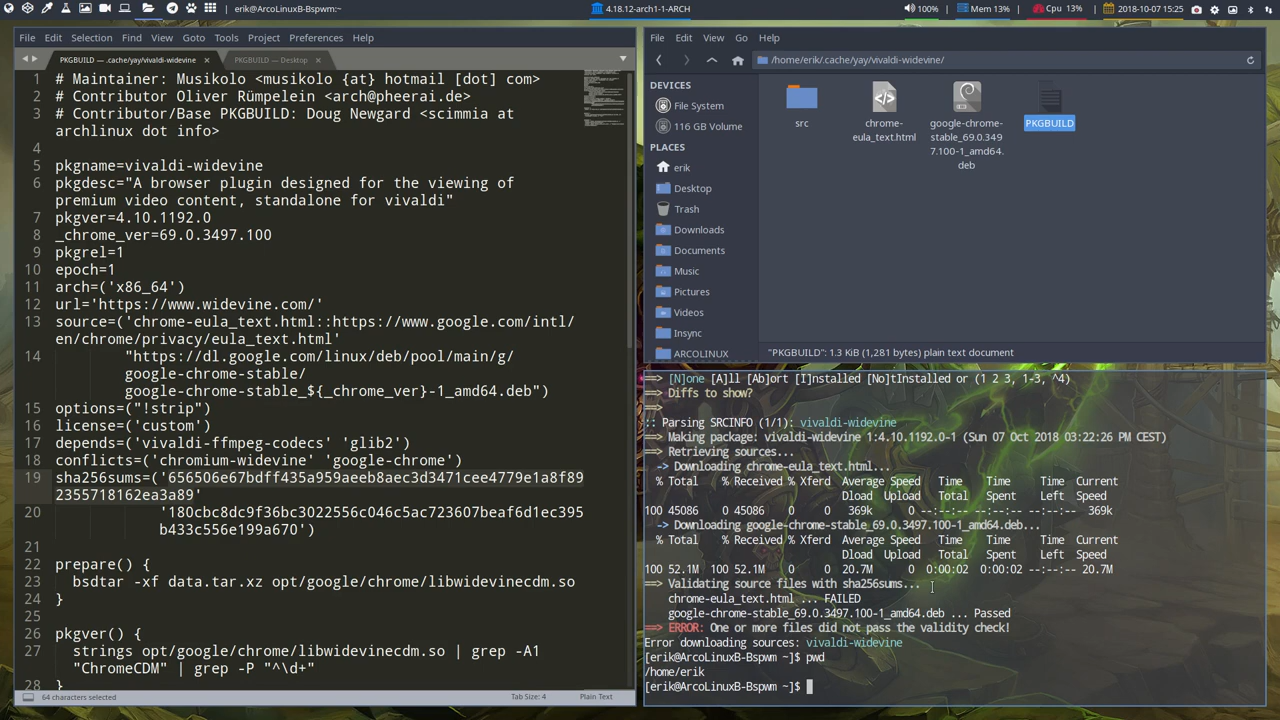 erik@ArcoLinuxB-Bspwm:~
4.18.12-arch1-1-ARCH
100%
Mem 13%
Cpu 13%
2018-10-07 15:25
File Edit Selection Find View Goto Tools Project Preferences Help
PKGBUILD — .cache/yay/vivaldi-widevine ×
PKGBUILD — Desktop ×
1 # Maintainer: Musikolo <musikolo {at} hotmail [dot] com>
2 # Contributor Oliver Rümpelein <arch@pheerai.de>
3 # Contributor/Base PKGBUILD: Doug Newgard <scimmia at
archlinux dot info>
4
5 pkgname=vivaldi-widevine
6 pkgdesc="A browser plugin designed for the viewing of
premium video content, standalone for vivaldi"
7 pkgver=4.10.1192.0
8 _chrome_ver=69.0.3497.100
9 pkgrel=1
10 epoch=1
11 arch=('x86_64')
12 url='https://www.widevine.com/'
13 source=('chrome-eula_text.html::https://www.google.com/intl/
en/chrome/privacy/eula_text.html'
14 "https://dl.google.com/linux/deb/pool/main/g/
google-chrome-stable/
google-chrome-stable_${_chrome_ver}-1_amd64.deb")
15 options=("!strip")
16 license=('custom')
17 depends=('vivaldi-ffmpeg-codecs' 'glib2')
18 conflicts=('chromium-widevine' 'google-chrome')
19 sha256sums=('656506e67bdff435a959aeeb8aec3d3471cee4779e1a8f89
2355718162ea3a89'
20 '180cbc8dc9f36bc3022556c046c5ac723607beaf6d1ec395
b433c556e199a670')
21
22 prepare() {
23 bsdtar -xf data.tar.xz opt/google/chrome/libwidevinecdm.so
24 }
25
26 pkgver() {
27 strings opt/google/chrome/libwidevinecdm.so | grep -A1
"ChromeCDM" | grep -P "^\d+"
28 }
64 characters selected
Tab Size: 4
Plain Text
File Edit View Go Help
/home/erik/.cache/yay/vivaldi-widevine/
DEVICES
File System
116 GB Volume
PLACES
erik
Desktop
Trash
Downloads
Documents
Music
Pictures
Videos
Insync
ARCOLINUX
src
chrome-
eula_text.html
google-chrome-
stable_69.0.349
7.100-1_amd64.
deb
PKGBUILD
"PKGBUILD": 1.3 KiB (1,281 bytes) plain text document
==> [N]one [A]ll [Ab]ort [I]nstalled [No]tInstalled or (1 2 3, 1-3, ^4)
==> Diffs to show?
==>
:: Parsing SRCINFO (1/1): vivaldi-widevine
==> Making package: vivaldi-widevine 1:4.10.1192.0-1 (Sun 07 Oct 2018 03:22:26 PM CEST)
==> Retrieving sources...
-> Downloading chrome-eula_text.html...
% Total % Received % Xferd Average Speed Time Time Time Current
Dload Upload Total Spent Left Speed
100 45086 0 45086 0 0 369k 0 --:--:-- --:--:-- --:--:-- 369k
-> Downloading google-chrome-stable_69.0.3497.100-1_amd64.deb...
% Total % Received % Xferd Average Speed Time Time Time Current
Dload Upload Total Spent Left Speed
100 52.1M 100 52.1M 0 0 20.7M 0 0:00:02 0:00:02 --:--:-- 20.7M
==> Validating source files with sha256sums...
chrome-eula_text.html ... FAILED
google-chrome-stable_69.0.3497.100-1_amd64.deb ... Passed
==> ERROR: One or more files did not pass the validity check!
Error downloading sources: vivaldi-widevine
[erik@ArcoLinuxB-Bspwm ~]$ pwd
/home/erik
[erik@ArcoLinuxB-Bspwm ~]$